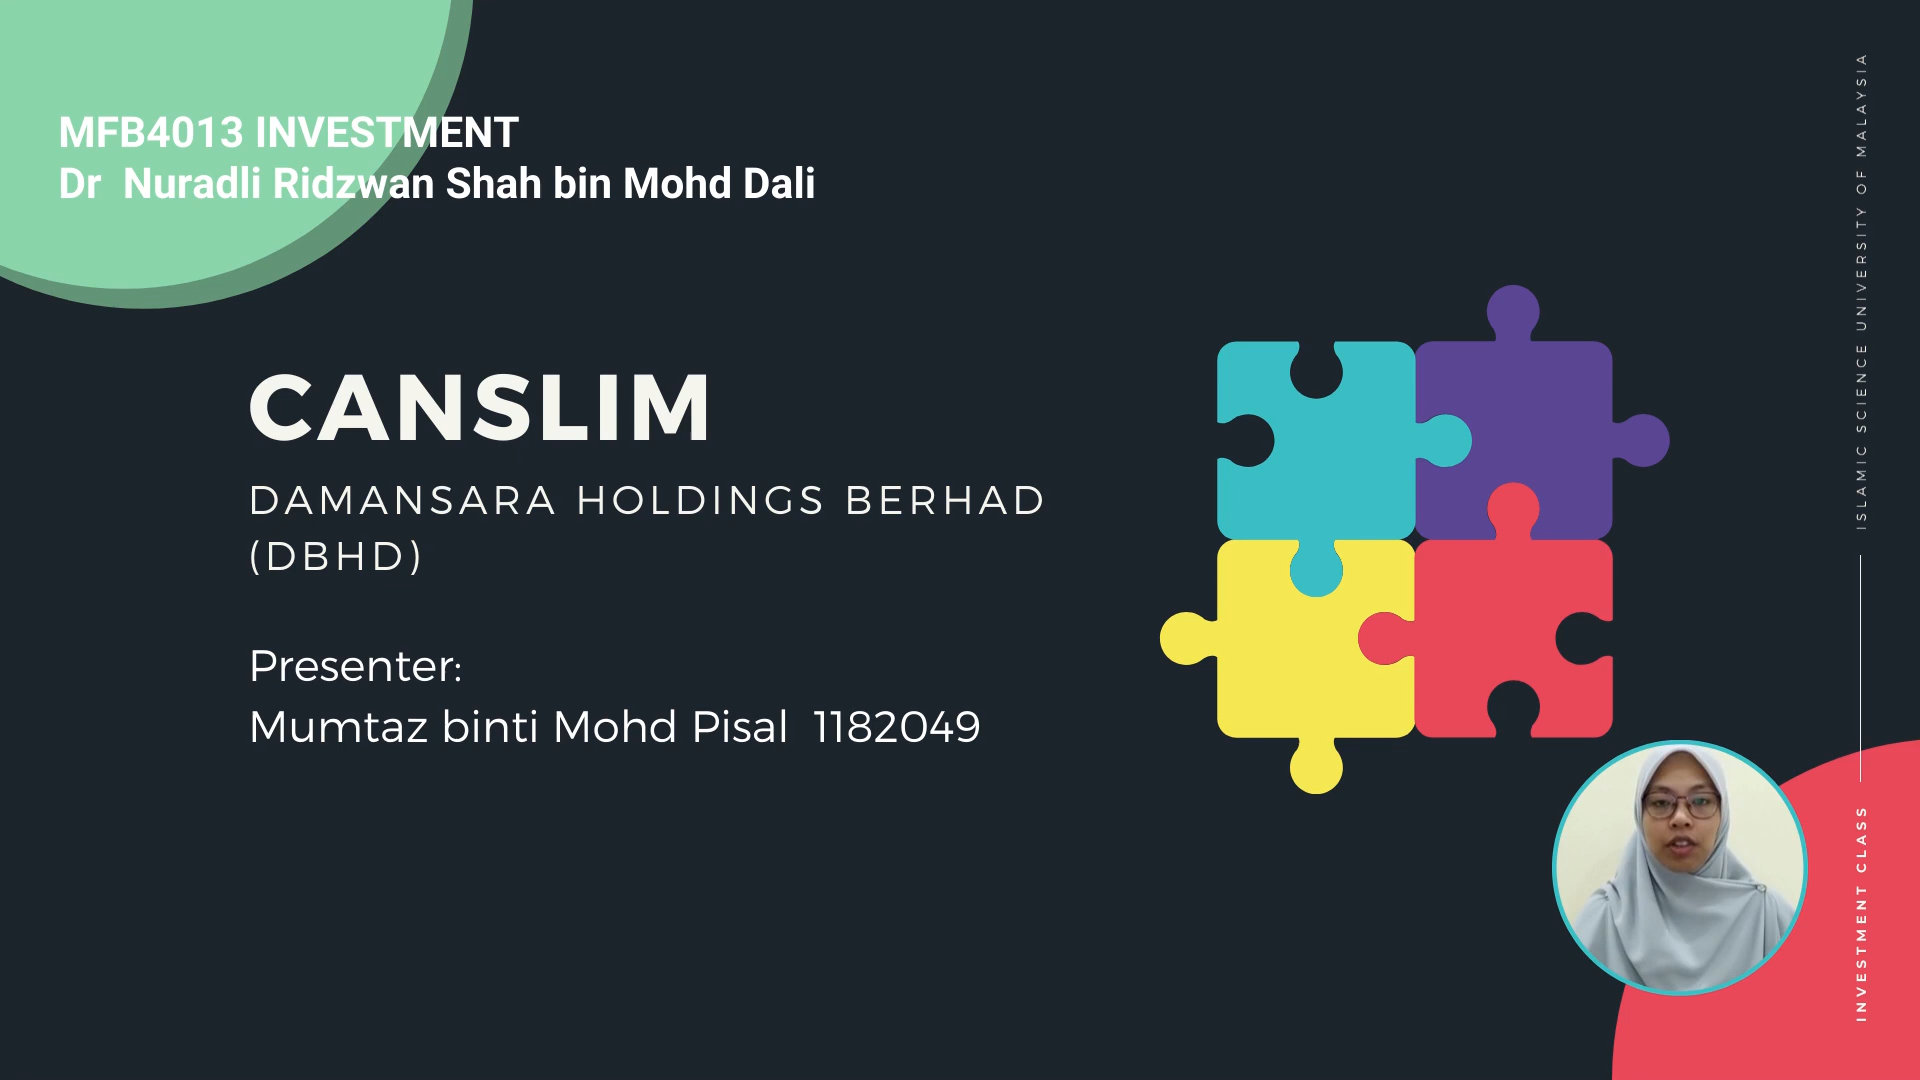 MFB4013 INVESTMENT
Dr  Nuradli Ridzwan Shah bin Mohd Dali
CANSLIM
DAMANSARA HOLDINGS BERHAD
(DBHD)
Presenter:
Mumtaz binti Mohd Pisal  1182049
ISLAMIC SCIENCE UNIVERSITY OF MALAYSIA
INVESTMENT CLASS